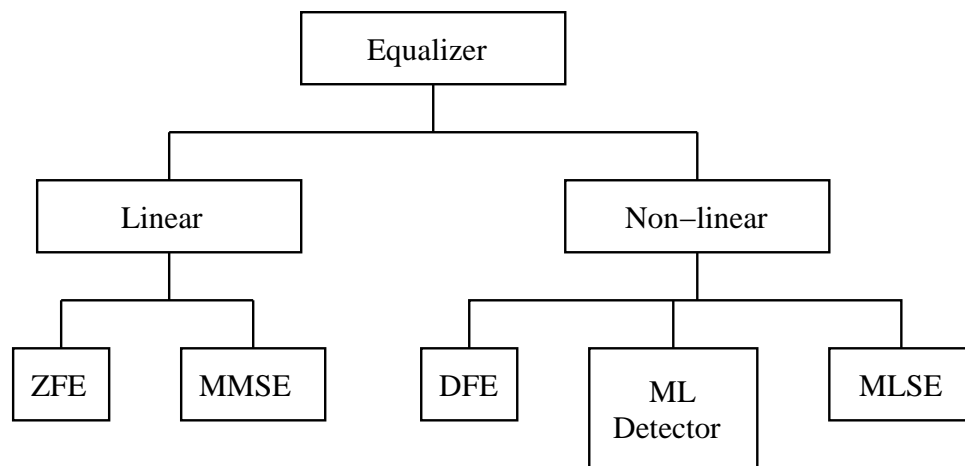 Equalizer
Linear
Non−linear
ZFE
MMSE
DFE
ML
Detector
MLSE